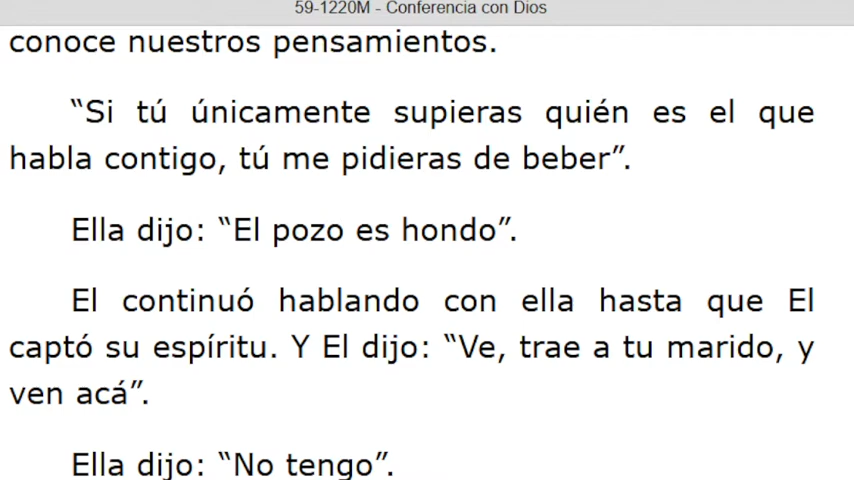 59-1220M - Conferencia con Dios
conoce nuestros pensamientos.
“Si tú únicamente supieras quién es el que
habla contigo, tú me pidieras de beber”.
Ella dijo: “El pozo es hondo”.
El continuó hablando con ella hasta que El
captó su espíritu. Y El dijo: “Ve, trae a tu marido, y
ven acá”.
Ella dijo: “No tengo”.